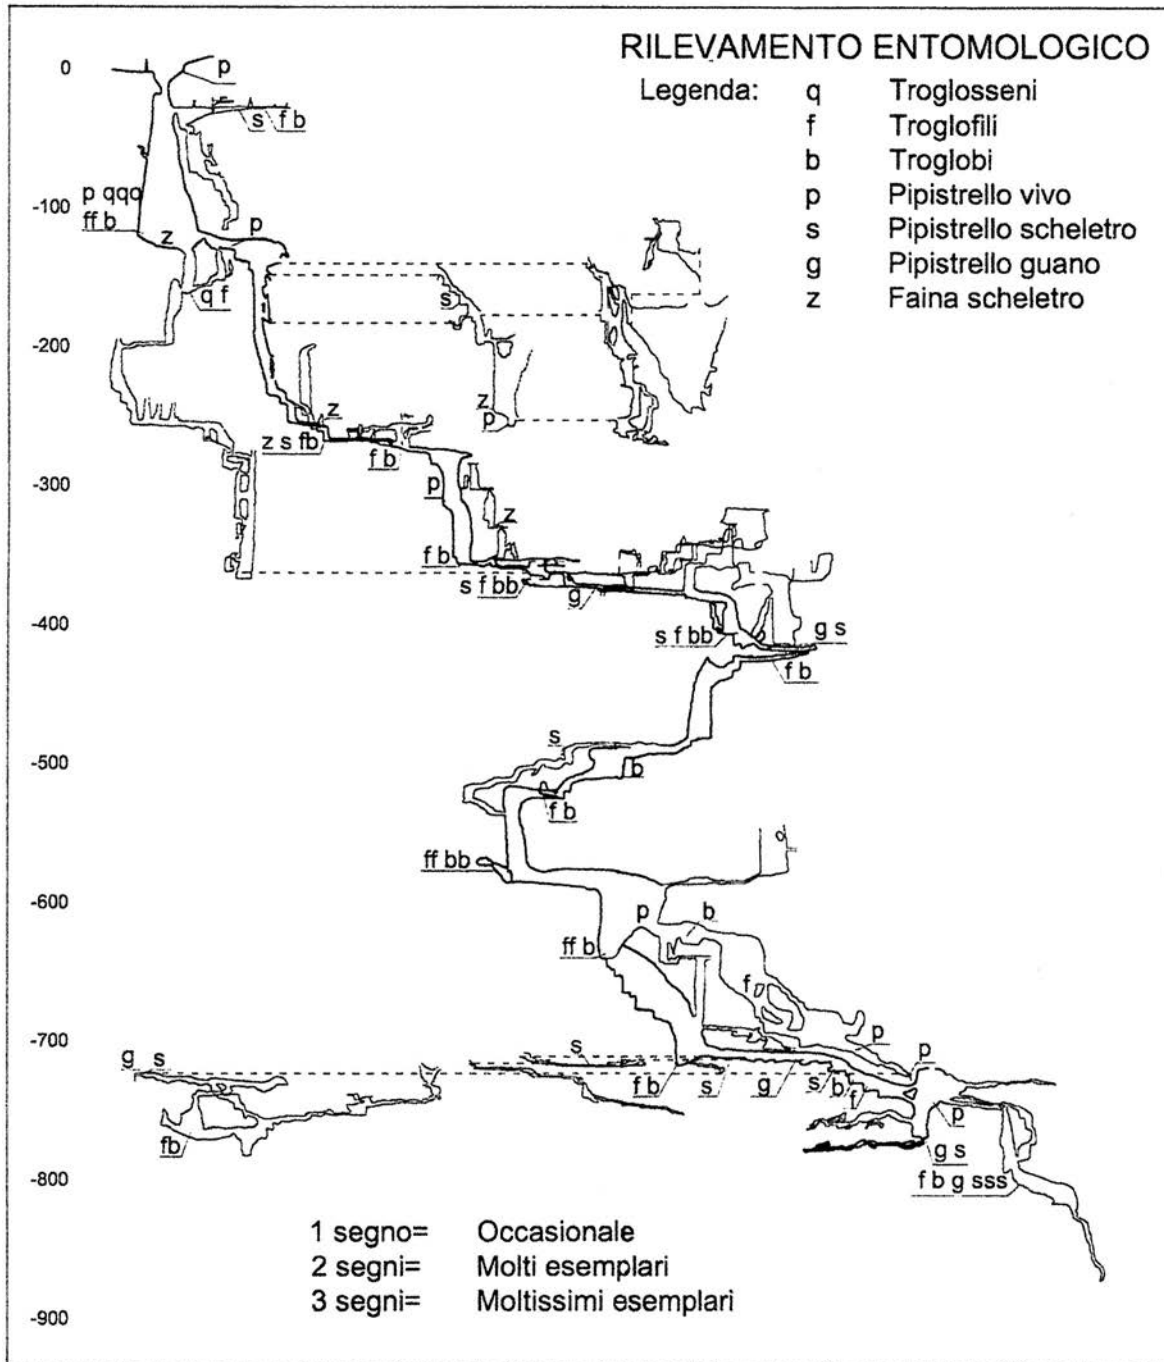 RILEVAMENTO ENTOMOLOGICO
Legenda:
q Troglosseni
f Troglofili
b Troglobi
p Pipistrello vivo
s Pipistrello scheletro
g Pipistrello guano
z Faina scheletro
0
-100
-200
-300
-400
-500
-600
-700
-800
-900
p
s f b
p qqq
ff b
z
p
q f
s
z
p
z
z s fb
f b
p
z
f b
s f bb
g
s f bb
g s
f b
s
b
f b
ff bb
p
b
ff b
f
p
p
g s
s
f b
s
g
s
b
f
p
fb
g s
f b g sss
1 segno= Occasionale
2 segni= Molti esemplari
3 segni= Moltissimi esemplari